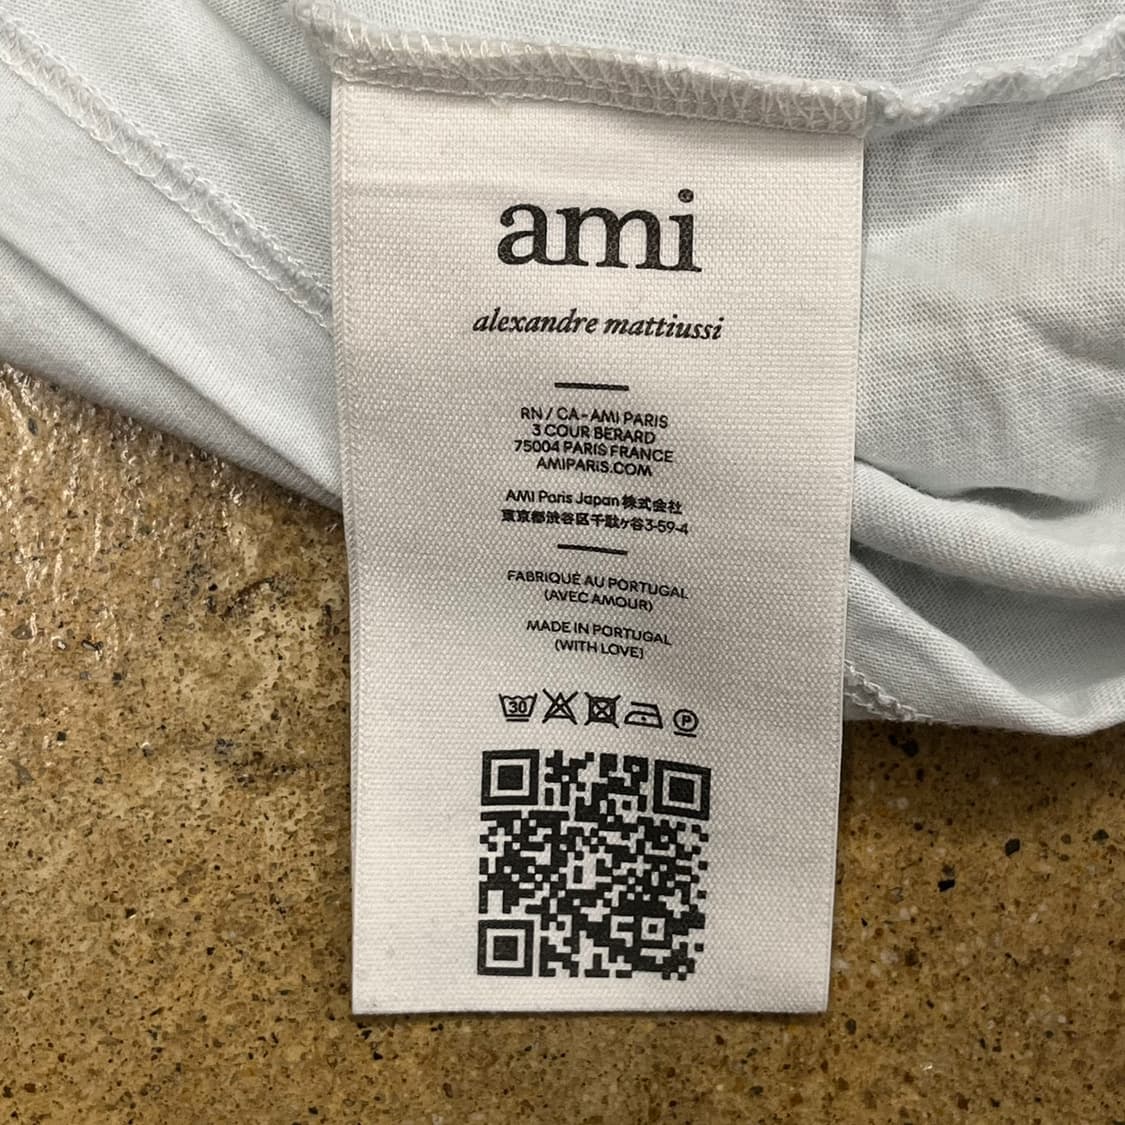 ami
alexandre mattiussi
RN / CA - AMI PARIS
3 COUR BERARD
75004 PARIS FRANCE
AMIPARIS.COM
AMI Paris Japan 株式会社
東京都渋谷区千駄ヶ谷3-59-4
FABRIQUÉ AU PORTUGAL
(AVEC AMOUR)
MADE IN PORTUGAL
(WITH LOVE)
30 P